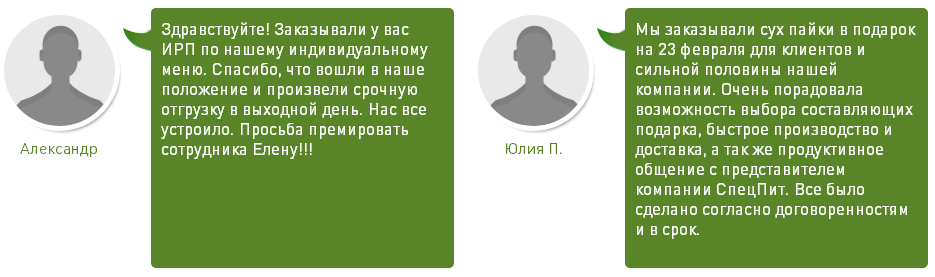 Здравствуйте! Заказывали у вас
ИРП по нашему индивидуальному
меню. Спасибо, что вошли в наше
положение и произвели срочную
отгрузку в выходной день. Нас все
устроило. Просьба премировать
сотрудника Елену!!!
Александр
Мы заказывали сух пайки в подарок
на 23 февраля для клиентов и
сильной половины нашей
компании. Очень порадовала
возможность выбора составляющих
подарка, быстрое производство и
доставка, а так же продуктивное
общение с представителем
компании СпецПит. Все было
сделано согласно договоренностям
и в срок.
Юлия П.